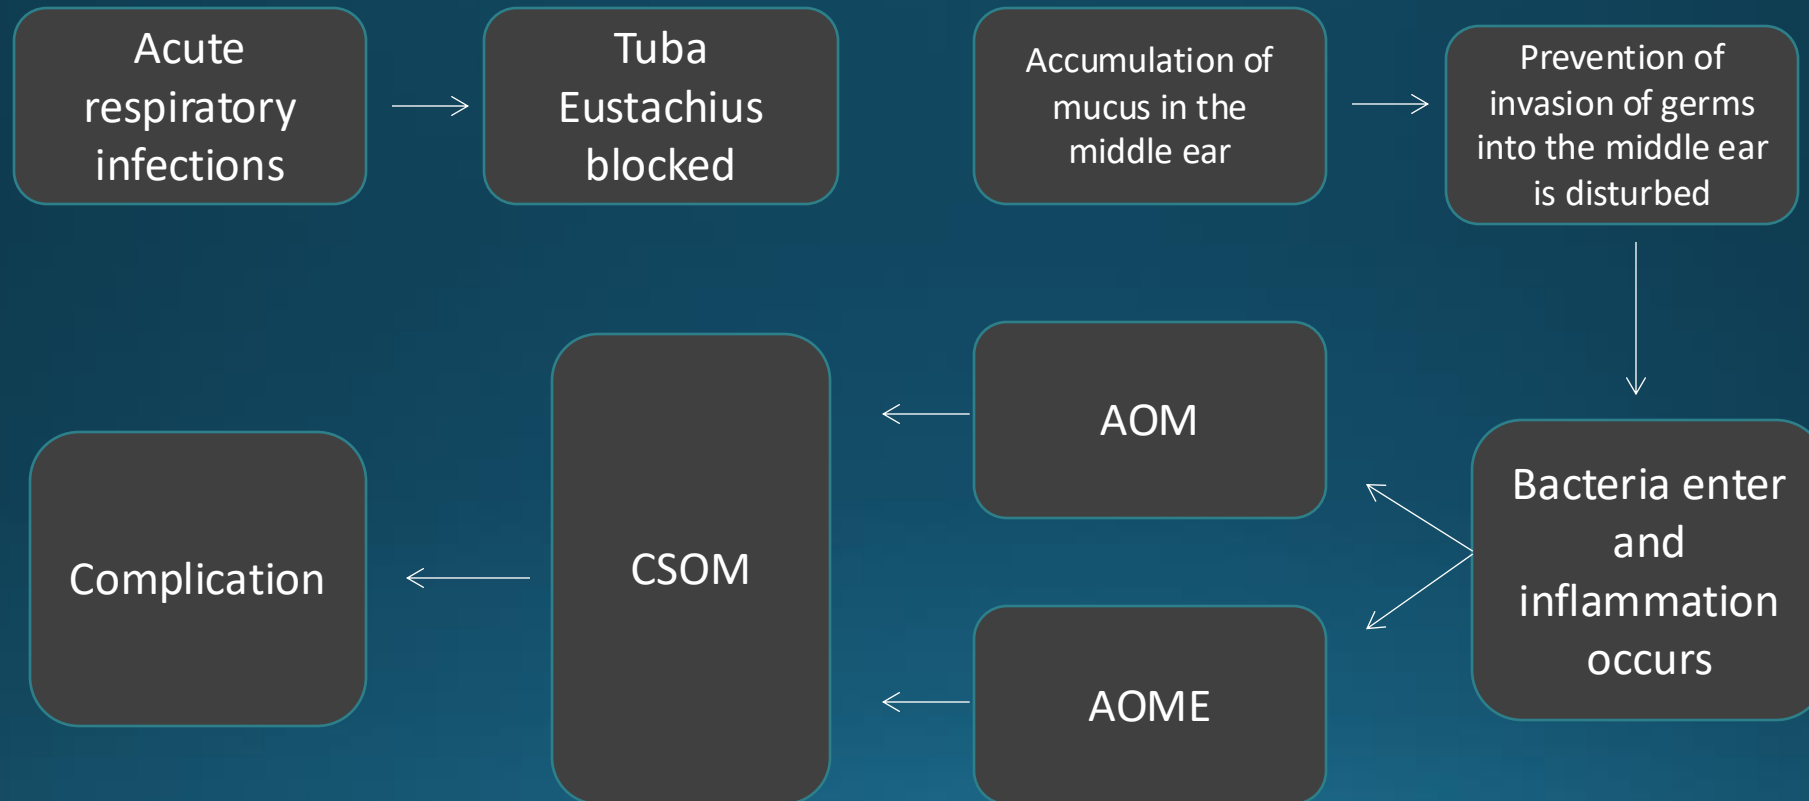 Acute
respiratory
infections
Tuba
Eustachius
blocked
Accumulation of
mucus in the
middle ear
Prevention of
invasion of germs
into the middle ear
is disturbed
Bacteria enter
and
inflammation
occurs
AOM
AOME
CSOM
Complication